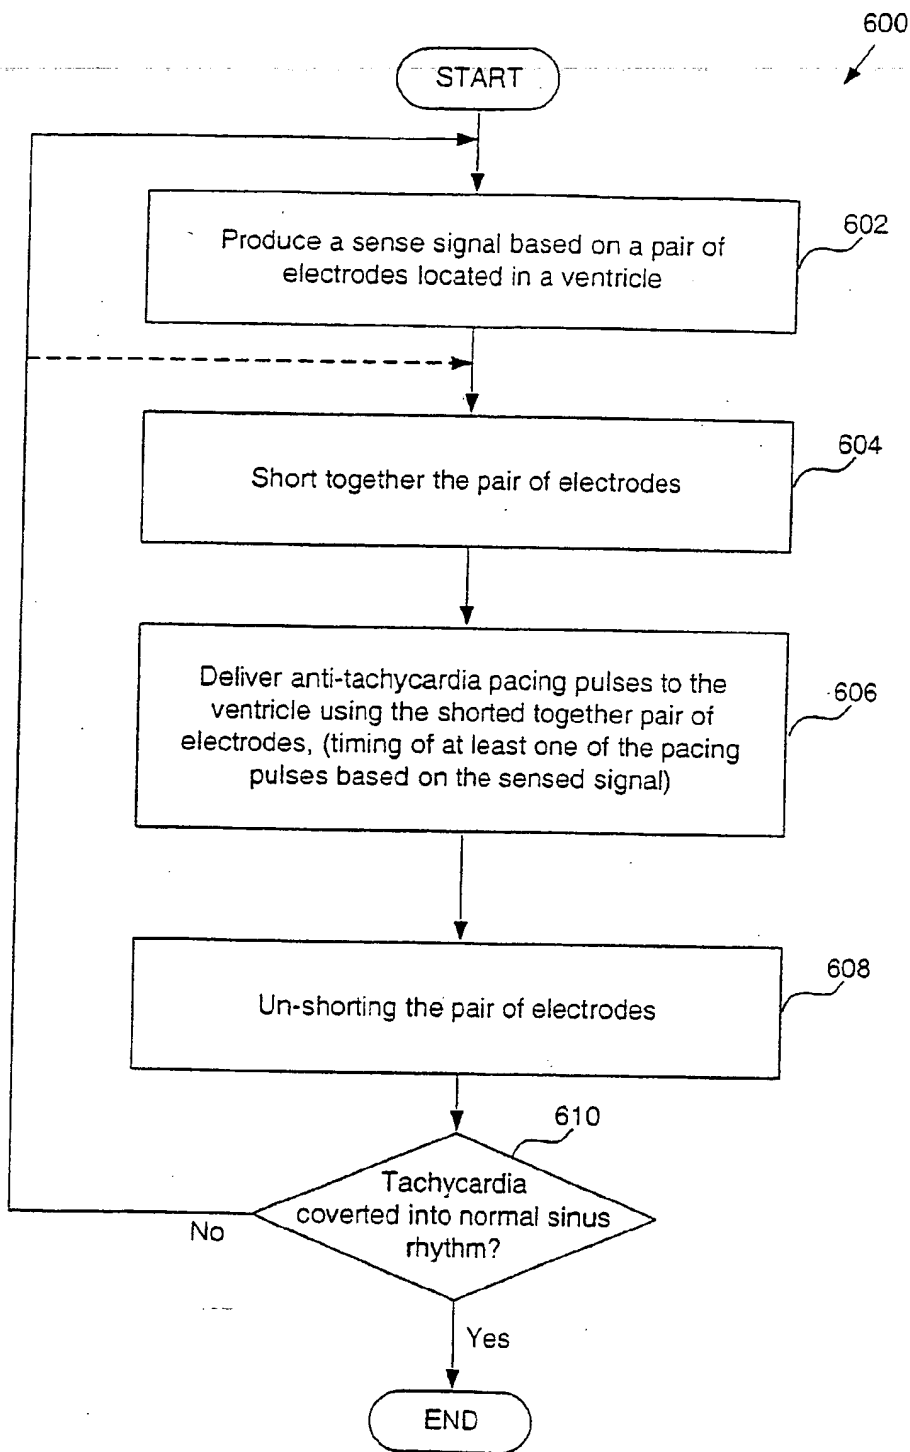 600
START
Produce a sense signal based on a pair of
electrodes located in a ventricle
602
Short together the pair of electrodes
604
Deliver anti-tachycardia pacing pulses to the
ventricle using the shorted together pair of
electrodes, (timing of at least one of the pacing
pulses based on the sensed signal)
606
Un-shorting the pair of electrodes
608
610
Tachycardia
coverted into normal sinus
rhythm?
No
Yes
END